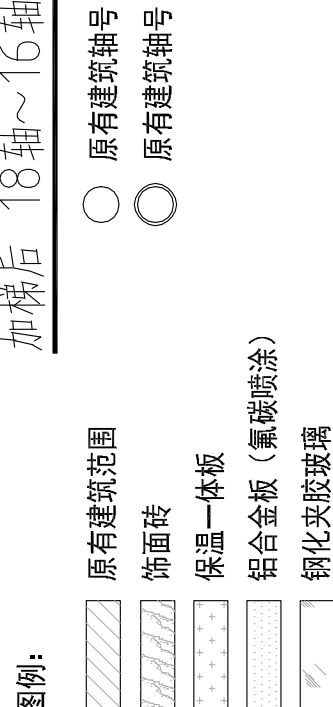 加梯后 18轴~16轴
图例:
原有建筑范围
饰面砖
保温一体板
铝合金板（氟碳喷涂）
钢化夹胶玻璃
原有建筑轴号
原有建筑轴号